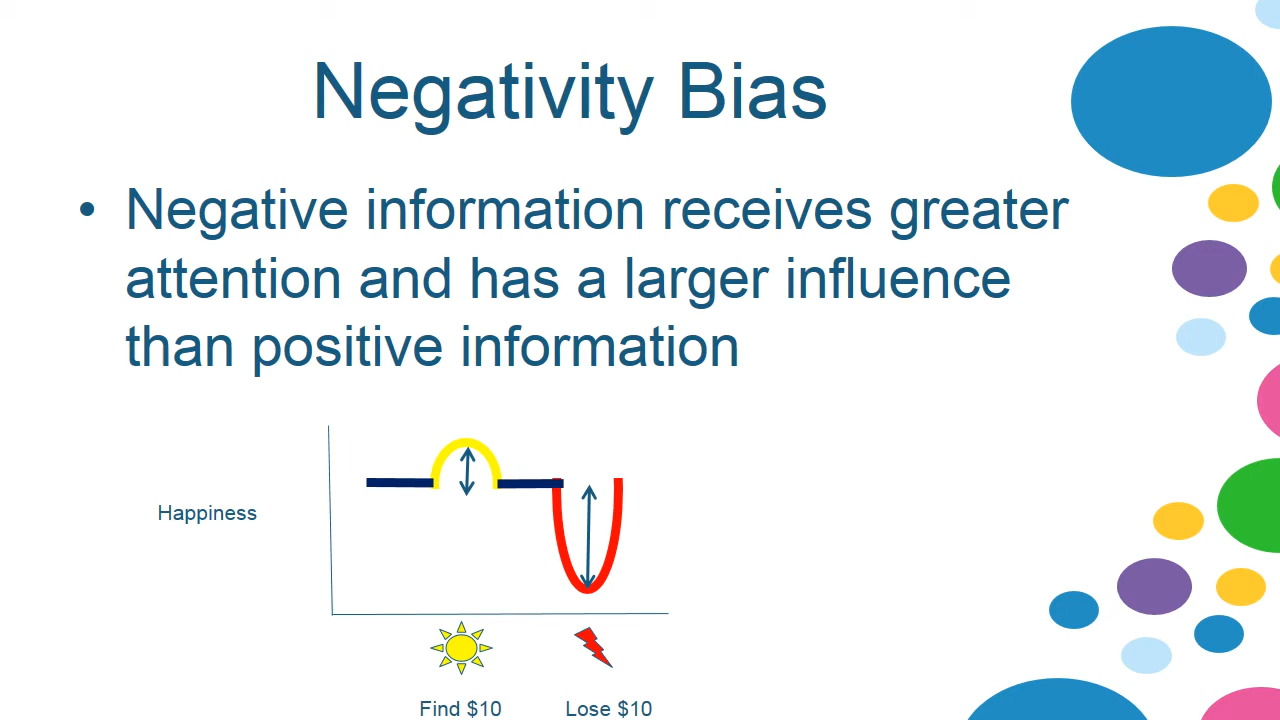 Negativity Bias
• Negative information receives greater
attention and has a larger influence
than positive information
Happiness
Find $10
Lose $10